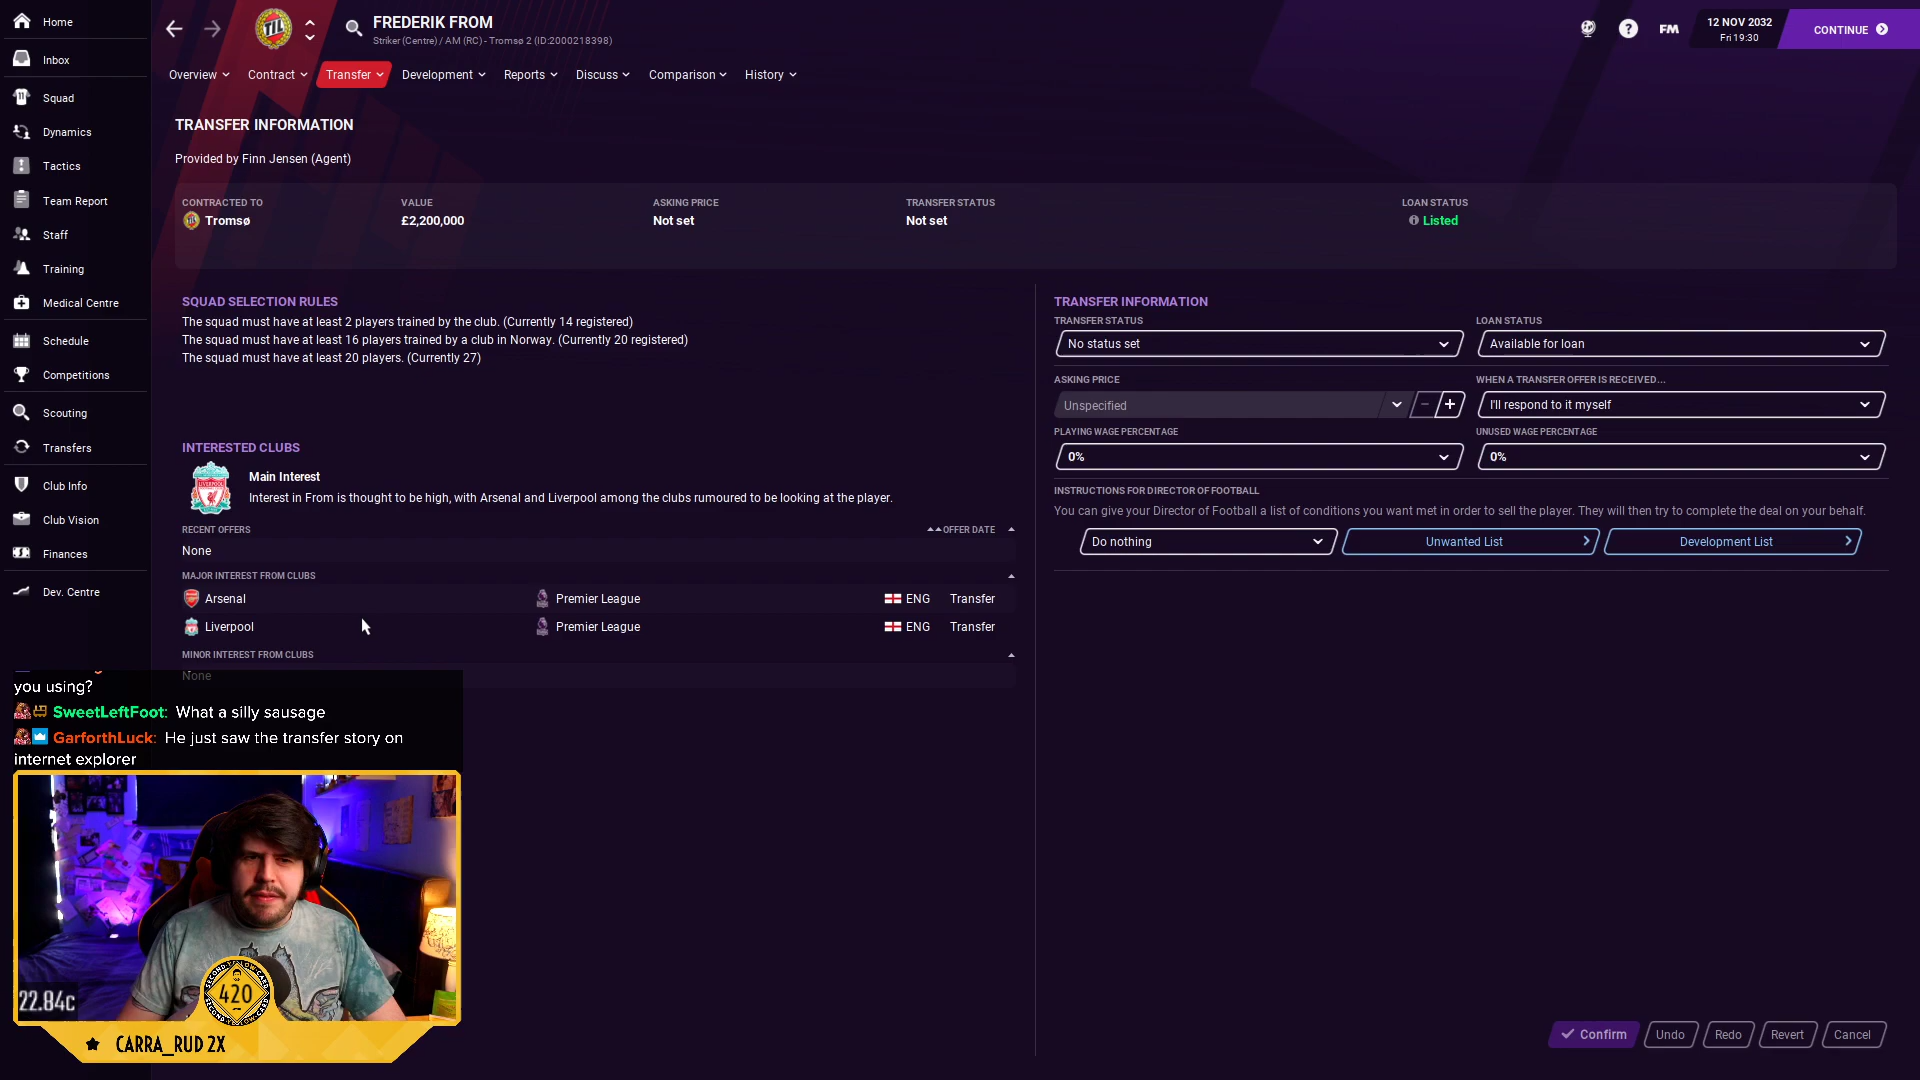 Home
Inbox
Squad
Dynamics
Tactics
Team Report
Staff
Training
Medical Centre
Schedule
Competitions
Scouting
Transfers
Club Info
Club Vision
Finances
Dev. Centre
FREDERIK FROM
Striker (Centre) / AM (RC) - Tromsø 2 (ID:2000218398)
FM
12 NOV 2032
Fri 19:30
CONTINUE
Overview Contract Transfer Development Reports Discuss Comparison History
TRANSFER INFORMATION
Provided by Finn Jensen (Agent)
CONTRACTED TO VALUE ASKING PRICE TRANSFER STATUS LOAN STATUS
Tromsø £2,200,000 Not set Not set Listed
SQUAD SELECTION RULES
The squad must have at least 2 players trained by the club. (Currently 14 registered)
The squad must have at least 16 players trained by a club in Norway. (Currently 20 registered)
The squad must have at least 20 players. (Currently 27)
INTERESTED CLUBS
Main Interest
Interest in From is thought to be high, with Arsenal and Liverpool among the clubs rumoured to be looking at the player.
RECENT OFFERS OFFER DATE
None
MAJOR INTEREST FROM CLUBS
Arsenal Premier League ENG Transfer
Liverpool Premier League ENG Transfer
MINOR INTEREST FROM CLUBS
None
TRANSFER INFORMATION
TRANSFER STATUS LOAN STATUS
No status set Available for loan
ASKING PRICE WHEN A TRANSFER OFFER IS RECEIVED...
Unspecified - + I'll respond to it myself
PLAYING WAGE PERCENTAGE UNUSED WAGE PERCENTAGE
0% 0%
INSTRUCTIONS FOR DIRECTOR OF FOOTBALL
You can give your Director of Football a list of conditions you want met in order to sell the player. They will then try to complete the deal on your behalf.
Do nothing Unwanted List Development List
you using?
SweetLeftFoot: What a silly sausage
GarforthLuck: He just saw the transfer story on
internet explorer
22.84c
SECOND YELLOW CARD
420
CARRA_RUD 2X
Confirm Undo Redo Revert Cancel